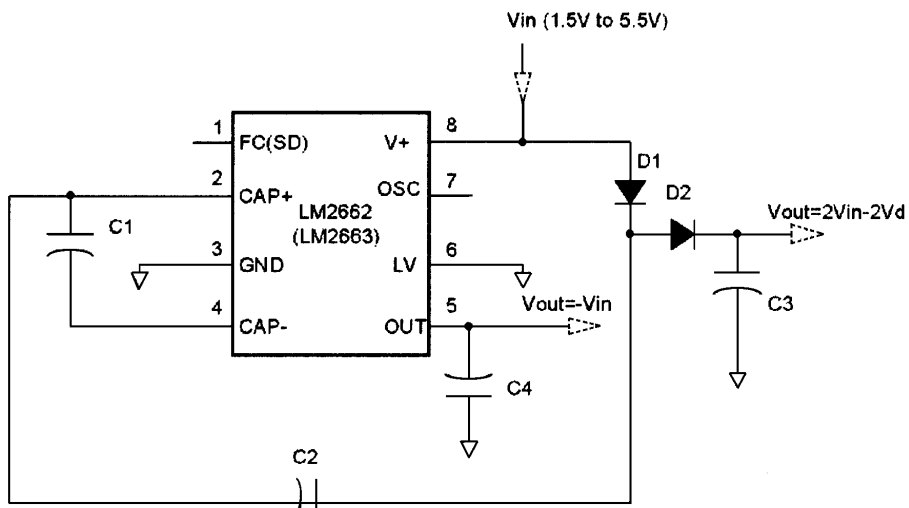 Vin (1.5V to 5.5V)
1
FC(SD)
V+
8
D1
2
CAP+
OSC
7
D2
LM2662
(LM2663)
Vout=2Vin-2Vd
C1
3
GND
LV
6
C3
4
CAP-
OUT
5
Vout=-Vin
C4
C2